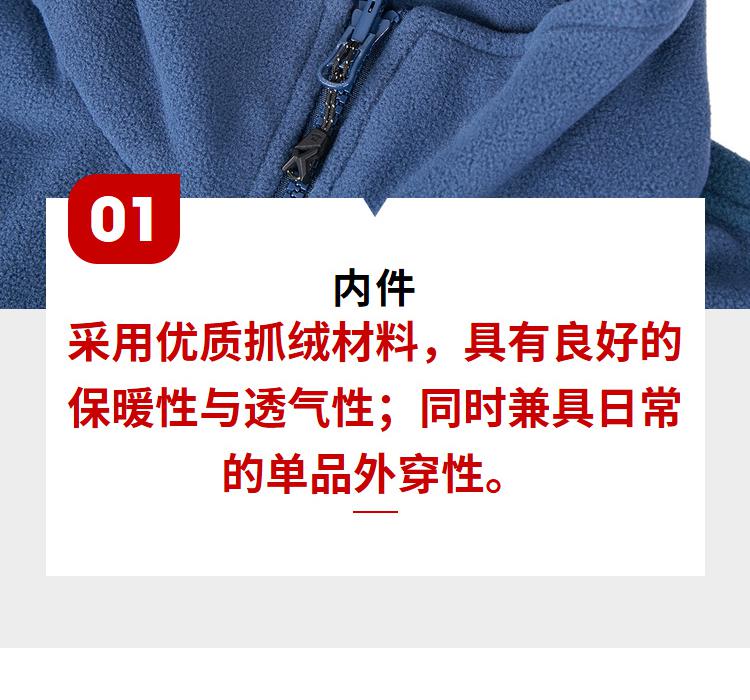 01
内件
采用优质抓绒材料，具有良好的
保暖性与透气性；同时兼具日常
的单品外穿性。